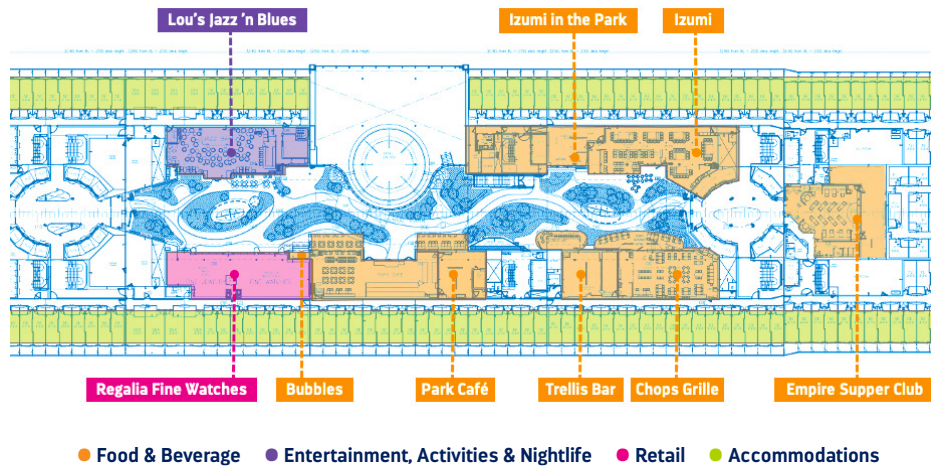 Lou's Jazz 'n Blues
Izumi in the Park
Izumi
Regalia Fine Watches
Bubbles
Park Café
Trellis Bar
Chops Grille
Empire Supper Club
Food & Beverage
Entertainment, Activities & Nightlife
Retail
Accommodations